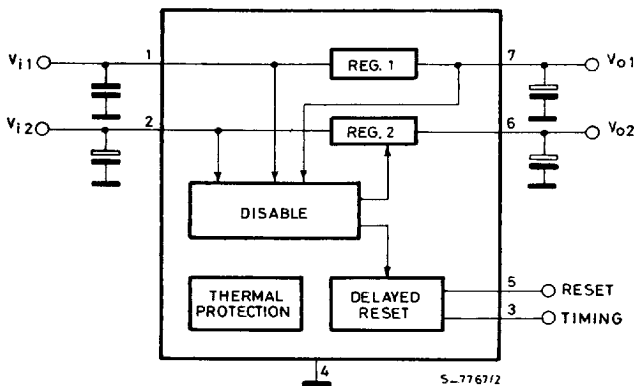 Vi1
1
REG. 1
7
Vo1
Vi2
2
REG. 2
6
Vo2
DISABLE
THERMAL
PROTECTION
DELAYED
RESET
5
RESET
3
TIMING
4
S-7767/2